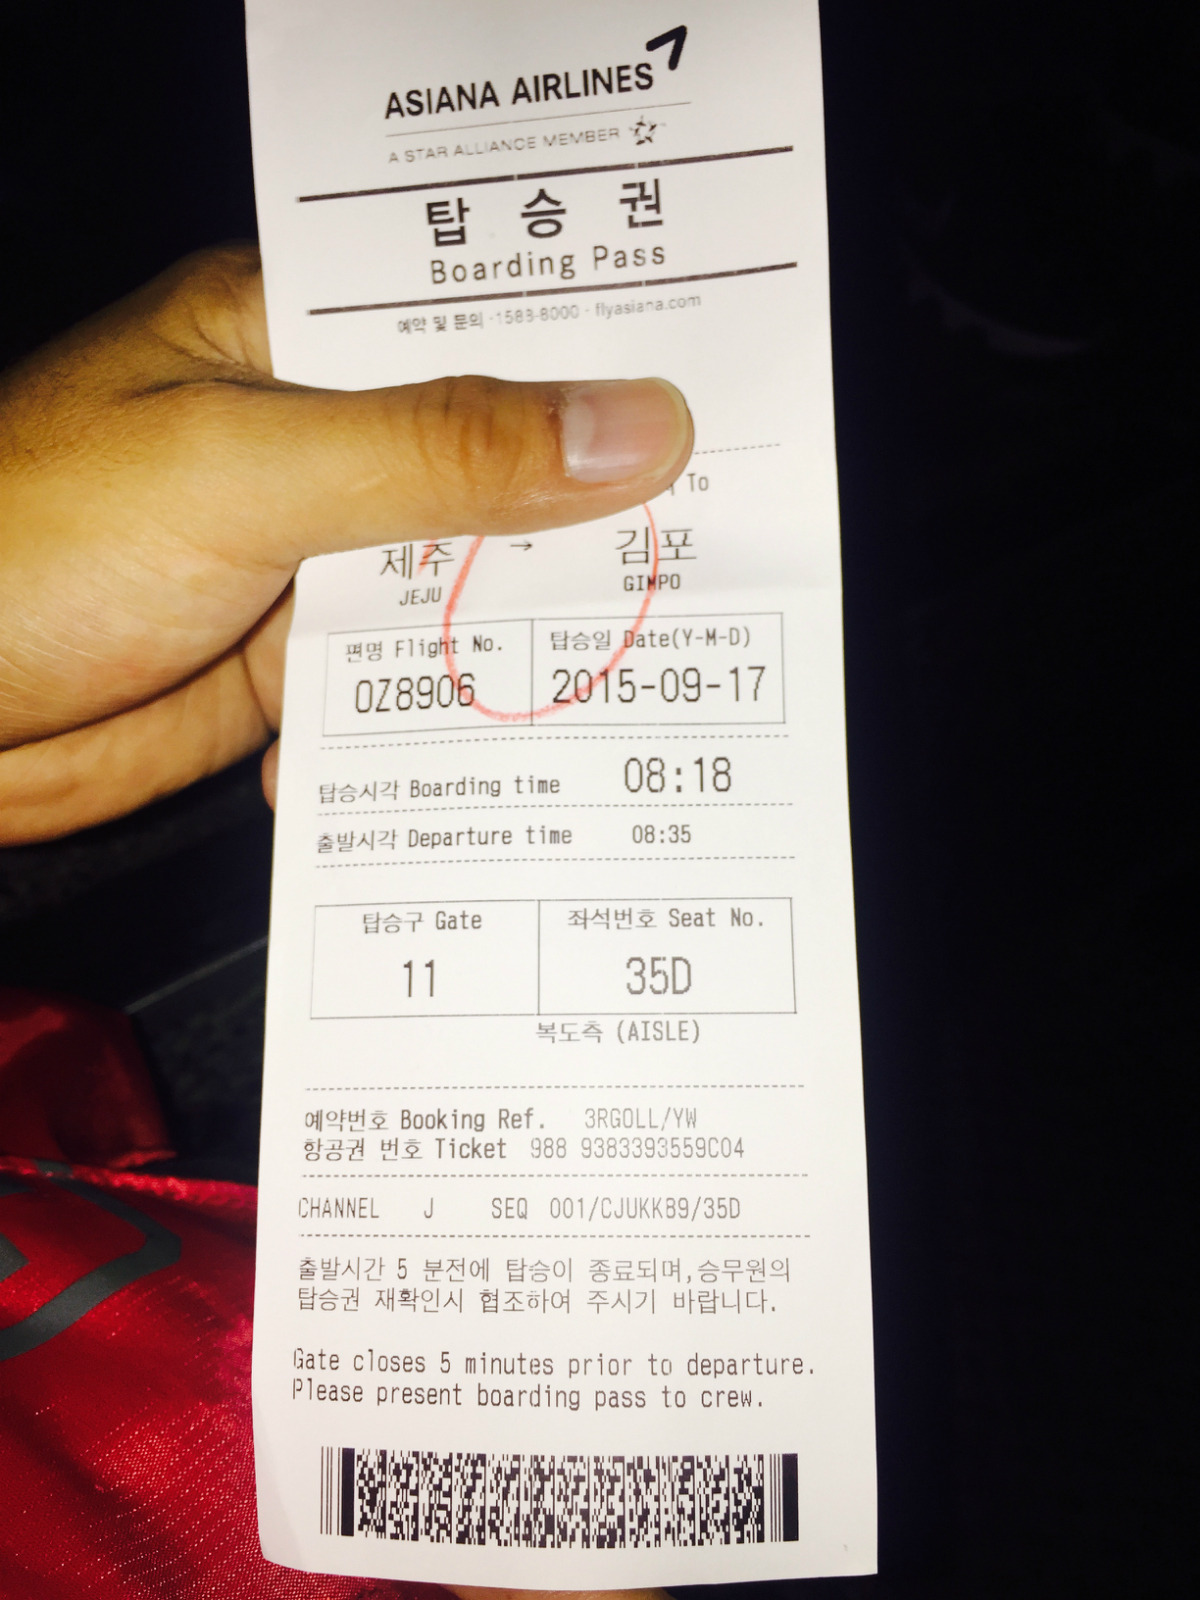 ASIANA AIRLINES
A STAR ALLIANCE MEMBER
탑 승 권
Boarding Pass
예약 및 문의 ·1588-8000 · flyasiana.com
To
제주 → 김포
JEJU GIMPO
편명 Flight No. 탑승일 Date(Y-M-D)
OZ8906 2015-09-17
탑승시각 Boarding time 08:18
출발시각 Departure time 08:35
탑승구 Gate 좌석번호 Seat No.
11 35D
복도측 (AISLE)
예약번호 Booking Ref. 3RGOLL/YW
항공권 번호 Ticket 988 9383393559C04
CHANNEL J SEQ 001/CJUKKB9/35D
출발시간 5 분전에 탑승이 종료되며,승무원의
탑승권 재확인시 협조하여 주시기 바랍니다.
Gate closes 5 minutes prior to departure.
Please present boarding pass to crew.